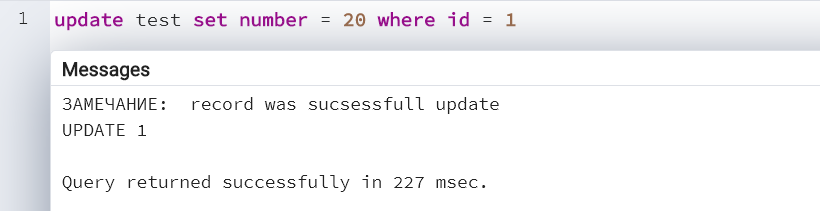 1 update test set number = 20 where id = 1
Messages
ЗАМЕЧАНИЕ:  record was sucsessfull update
UPDATE 1
Query returned successfully in 227 msec.